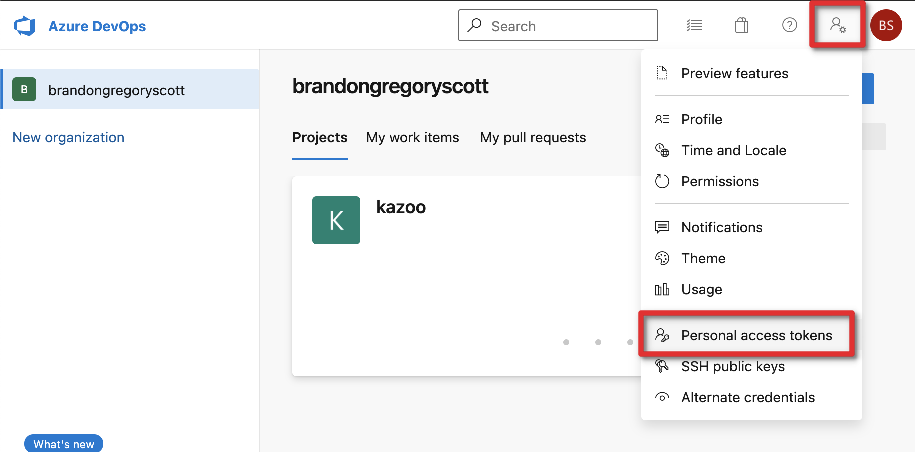 Azure DevOps
Search
BS
B
brandongregoryscott
New organization
What's new
brandongregoryscott
Projects
My work items
My pull requests
K
kazoo
Preview features
Profile
Time and Locale
Permissions
Notifications
Theme
Usage
Personal access tokens
SSH public keys
Alternate credentials